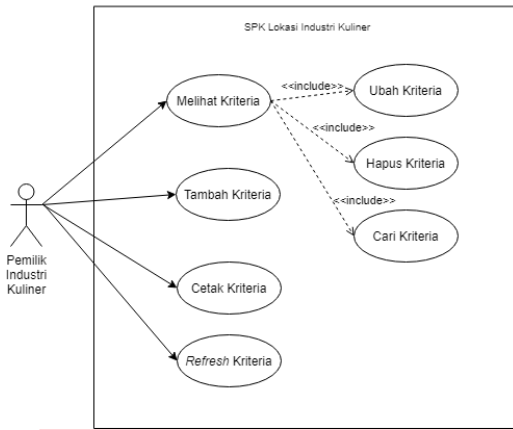 SPK Lokasi Industri Kuliner
Melihat Kriteria
<<include>>
Ubah Kriteria
<<include>>
Hapus Kriteria
<<include>>
Cari Kriteria
Tambah Kriteria
Pemilik
Industri
Kuliner
Cetak Kriteria
Refresh Kriteria